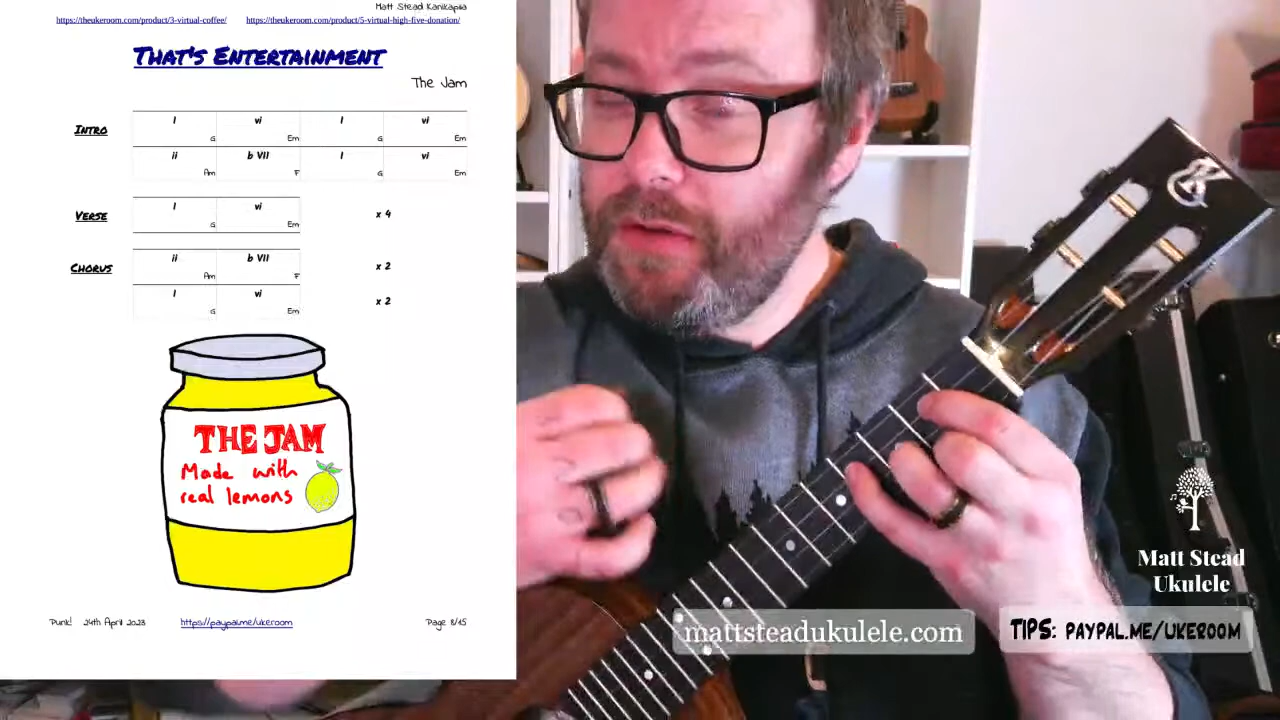 Matt Stead Kanikapila
https://theukeroom.com/product/3-virtual-coffee/ https://theukeroom.com/product/5-virtual-high-five-donation/
That's Entertainment
The Jam
Intro
I vi I vi
G Em G Em
ii b VII I vi
Am F G Em
Verse
I vi x 4
G Em
Chorus
ii b VII x 2
Am F
I vi x 2
G Em
THE JAM
Made with
real lemons
Punk! 24th April 2023 https://paypal.me/ukeroom Page 8/45
K
Matt Stead
Ukulele
mattsteadukulele.com
TIPS: PAYPAL.ME/UKEROOM